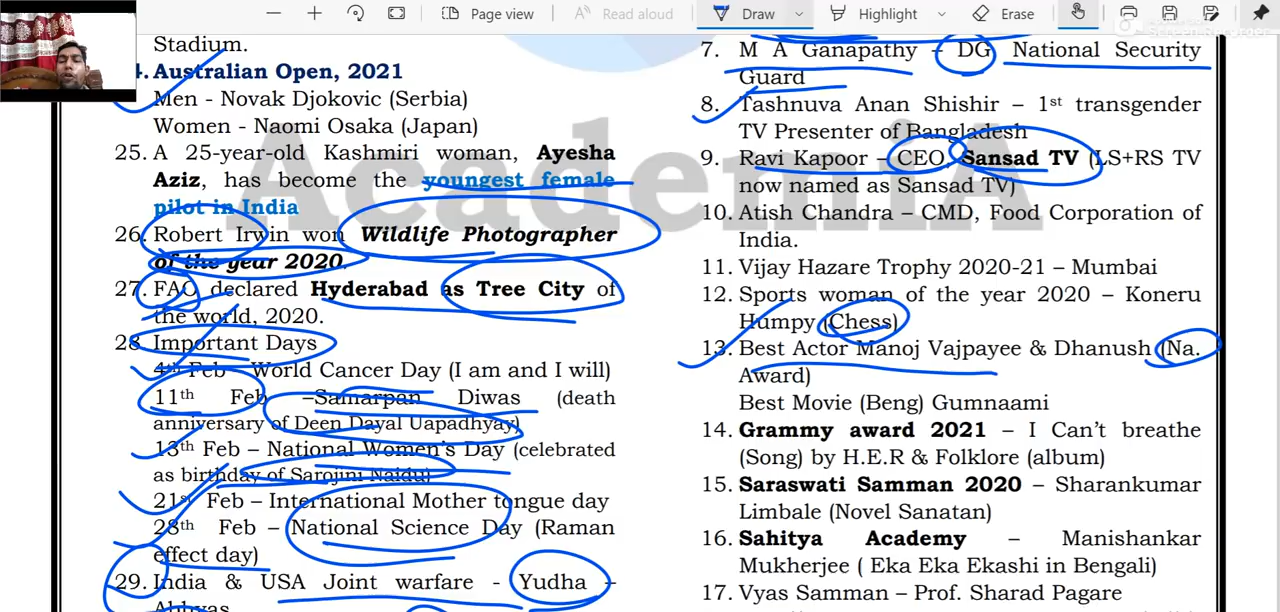 Page view
Read aloud
Draw
Highlight
Erase
Stadium.
4. Australian Open, 2021
Men - Novak Djokovic (Serbia)
Women - Naomi Osaka (Japan)
25. A 25-year-old Kashmiri woman, Ayesha
Aziz, has become the youngest female
pilot in India
26. Robert Irwin won Wildlife Photographer
of the year 2020.
27. FAO declared Hyderabad as Tree City of
the world, 2020.
28. Important Days
4th Feb – World Cancer Day (I am and I will)
11th Feb –Samarpan Diwas (death
anniversary of Deen Dayal Uapadhyay)
13th Feb – National Women's Day (celebrated
as birthday of Sarojini Naidu)
21st Feb – International Mother tongue day
28th Feb – National Science Day (Raman
effect day)
29. India & USA Joint warfare - Yudha –
Abhyas
7. M A Ganapathy – DG National Security
Guard
8. Tashnuva Anan Shishir – 1st transgender
TV Presenter of Bangladesh
9. Ravi Kapoor – CEO, Sansad TV (LS+RS TV
now named as Sansad TV)
10. Atish Chandra – CMD, Food Corporation of
India.
11. Vijay Hazare Trophy 2020-21 – Mumbai
12. Sports woman of the year 2020 – Koneru
Humpy (Chess)
13. Best Actor Manoj Vajpayee & Dhanush (Na.
Award)
Best Movie (Beng) Gumnaami
14. Grammy award 2021 – I Can't breathe
(Song) by H.E.R & Folklore (album)
15. Saraswati Samman 2020 – Sharankumar
Limbale (Novel Sanatan)
16. Sahitya Academy – Manishankar
Mukherjee ( Eka Eka Ekashi in Bengali)
17. Vyas Samman – Prof. Sharad Pagare
AcademiA